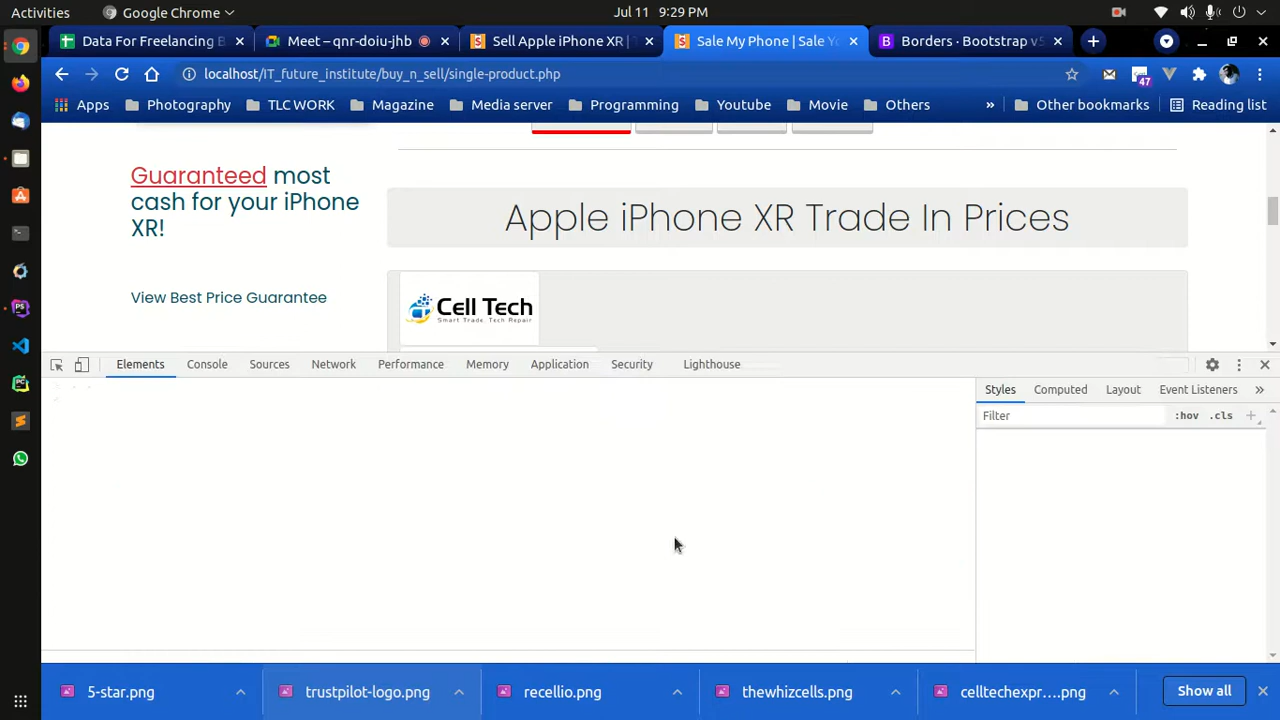 Activities
Google Chrome
Jul 11 9:29 PM
Data For Freelancing B
Meet – qnr-doiu-jhb
Sell Apple iPhone XR | T
Sale My Phone | Sale Yo
Borders · Bootstrap v5
localhost/IT_future_institute/buy_n_sell/single-product.php
47
Apps
Photography
TLC WORK
Magazine
Media server
Programming
Youtube
Movie
Others
»
Other bookmarks
Reading list
Guaranteed most
cash for your iPhone
XR!
View Best Price Guarantee
Apple iPhone XR Trade In Prices
Cell Tech
Smart Trade. Tech Repair
Elements
Console
Sources
Network
Performance
Memory
Application
Security
Lighthouse
Styles
Computed
Layout
Event Listeners
»
Filter
:hov
.cls
5-star.png
trustpilot-logo.png
recellio.png
thewhizcells.png
celltechexpr....png
Show all